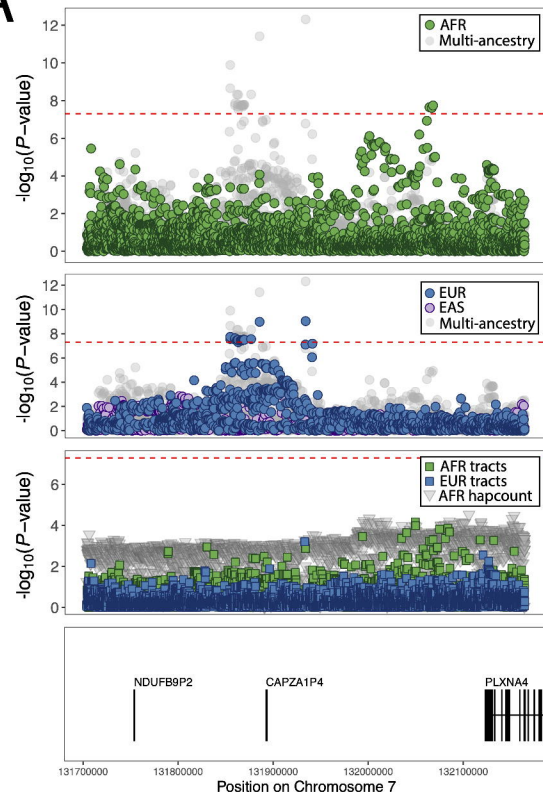 A
12
10
8
6
4
2
0
-log10(P−value)
AFR
Multi-ancestry
12
10
8
6
4
2
0
-log10(P−value)
EUR
EAS
Multi-ancestry
6
4
2
0
-log10(P−value)
AFR tracts
EUR tracts
AFR hapcount
NDUFB9P2 CAPZA1P4 PLXNA4
131700000 131800000 131900000 132000000 132100000
Position on Chromosome 7